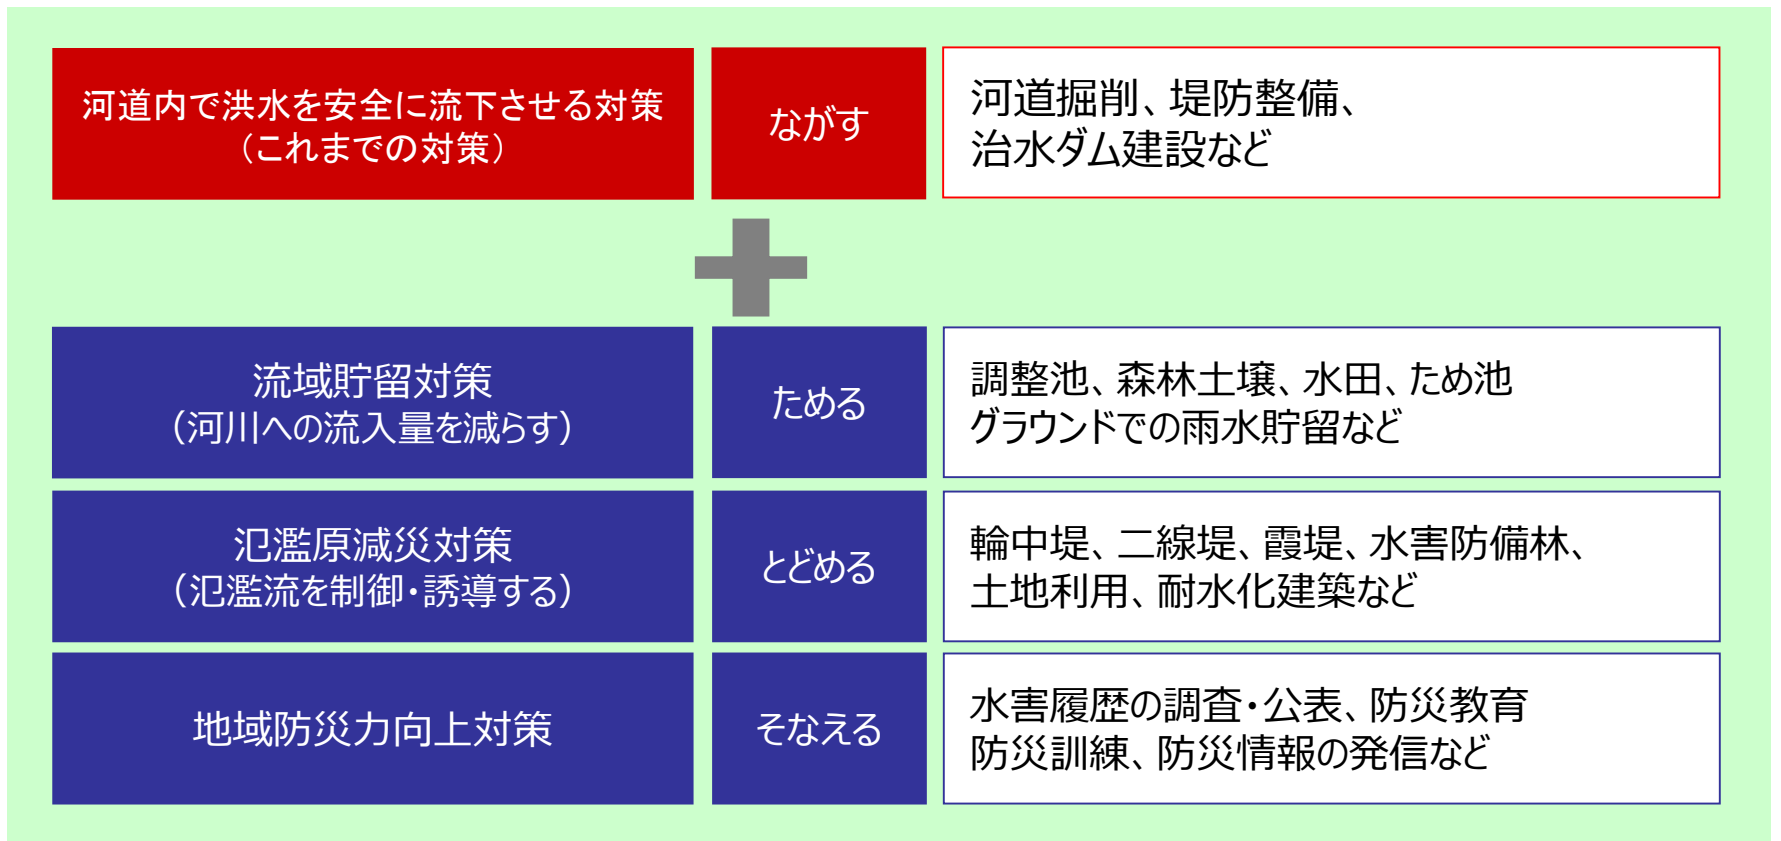 河道内で洪水を安全に流下させる対策
（これまでの対策）
ながす
河道掘削、堤防整備、
治水ダム建設など
流域貯留対策
（河川への流入量を減らす）
ためる
調整池、森林土壌、水田、ため池
グラウンドでの雨水貯留など
氾濫原減災対策
（氾濫流を制御・誘導する）
とどめる
輪中堤、二線堤、霞堤、水害防備林、
土地利用、耐水化建築など
地域防災力向上対策
そなえる
水害履歴の調査・公表、防災教育
防災訓練、防災情報の発信など